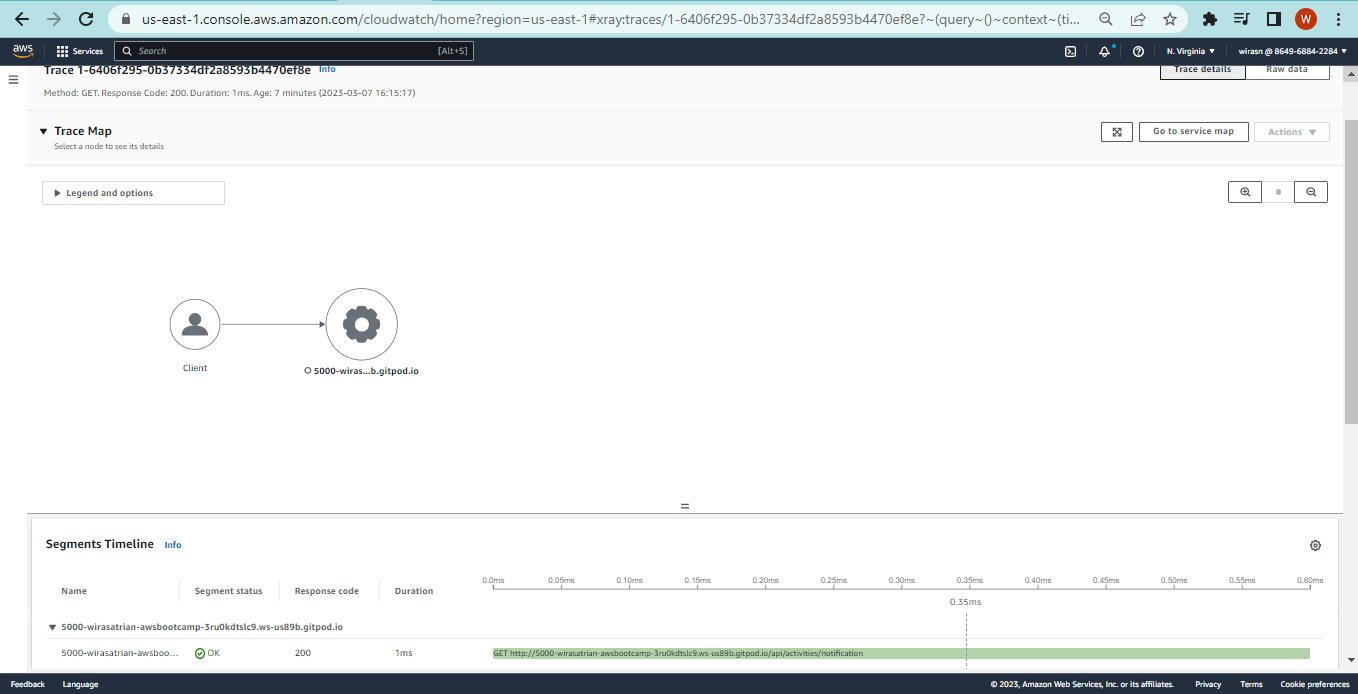 us-east-1.console.aws.amazon.com/cloudwatch/home?region=us-east-1#xray:traces/1-6406f295-0b37334df2a8593b4470ef8e?~(query~()~context~(ti...
W
aws
Services
Search
[Alt+S]
N. Virginia
wirasn @ 8649-6884-2284
Trace 1-6406f295-0b37334df2a8593b4470ef8e Info
Trace details
Raw data
Method: GET. Response Code: 200. Duration: 1ms. Age: 7 minutes (2023-03-07 16:15:17)
Trace Map
Select a node to see its details
Go to service map
Actions
Legend and options
Client
5000-wiras...b.gitpod.io
Segments Timeline Info
Name
Segment status
Response code
Duration
0.0ms 0.05ms 0.10ms 0.15ms 0.20ms 0.25ms 0.30ms 0.35ms 0.40ms 0.45ms 0.50ms 0.55ms 0.60ms
0.35ms
5000-wirasatrian-awsbootcamp-3ru0kdtslc9.ws-us89b.gitpod.io
5000-wirasatrian-awsboo... OK 200 1ms GET http://5000-wirasatrian-awsbootcamp-3ru0kdtslc9.ws-us89b.gitpod.io/api/activities/notification
Feedback Language © 2023, Amazon Web Services, Inc. or its affiliates. Privacy Terms Cookie preferences